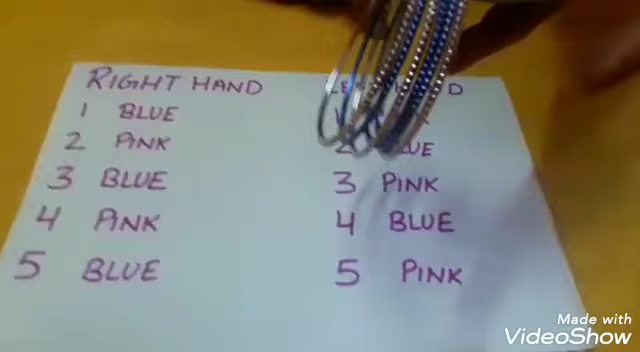 RIGHT HAND
1 BLUE
2 PINK
3 BLUE
4 PINK
5 BLUE
3 PINK
4 BLUE
5 PINK
Made with
VideoShow